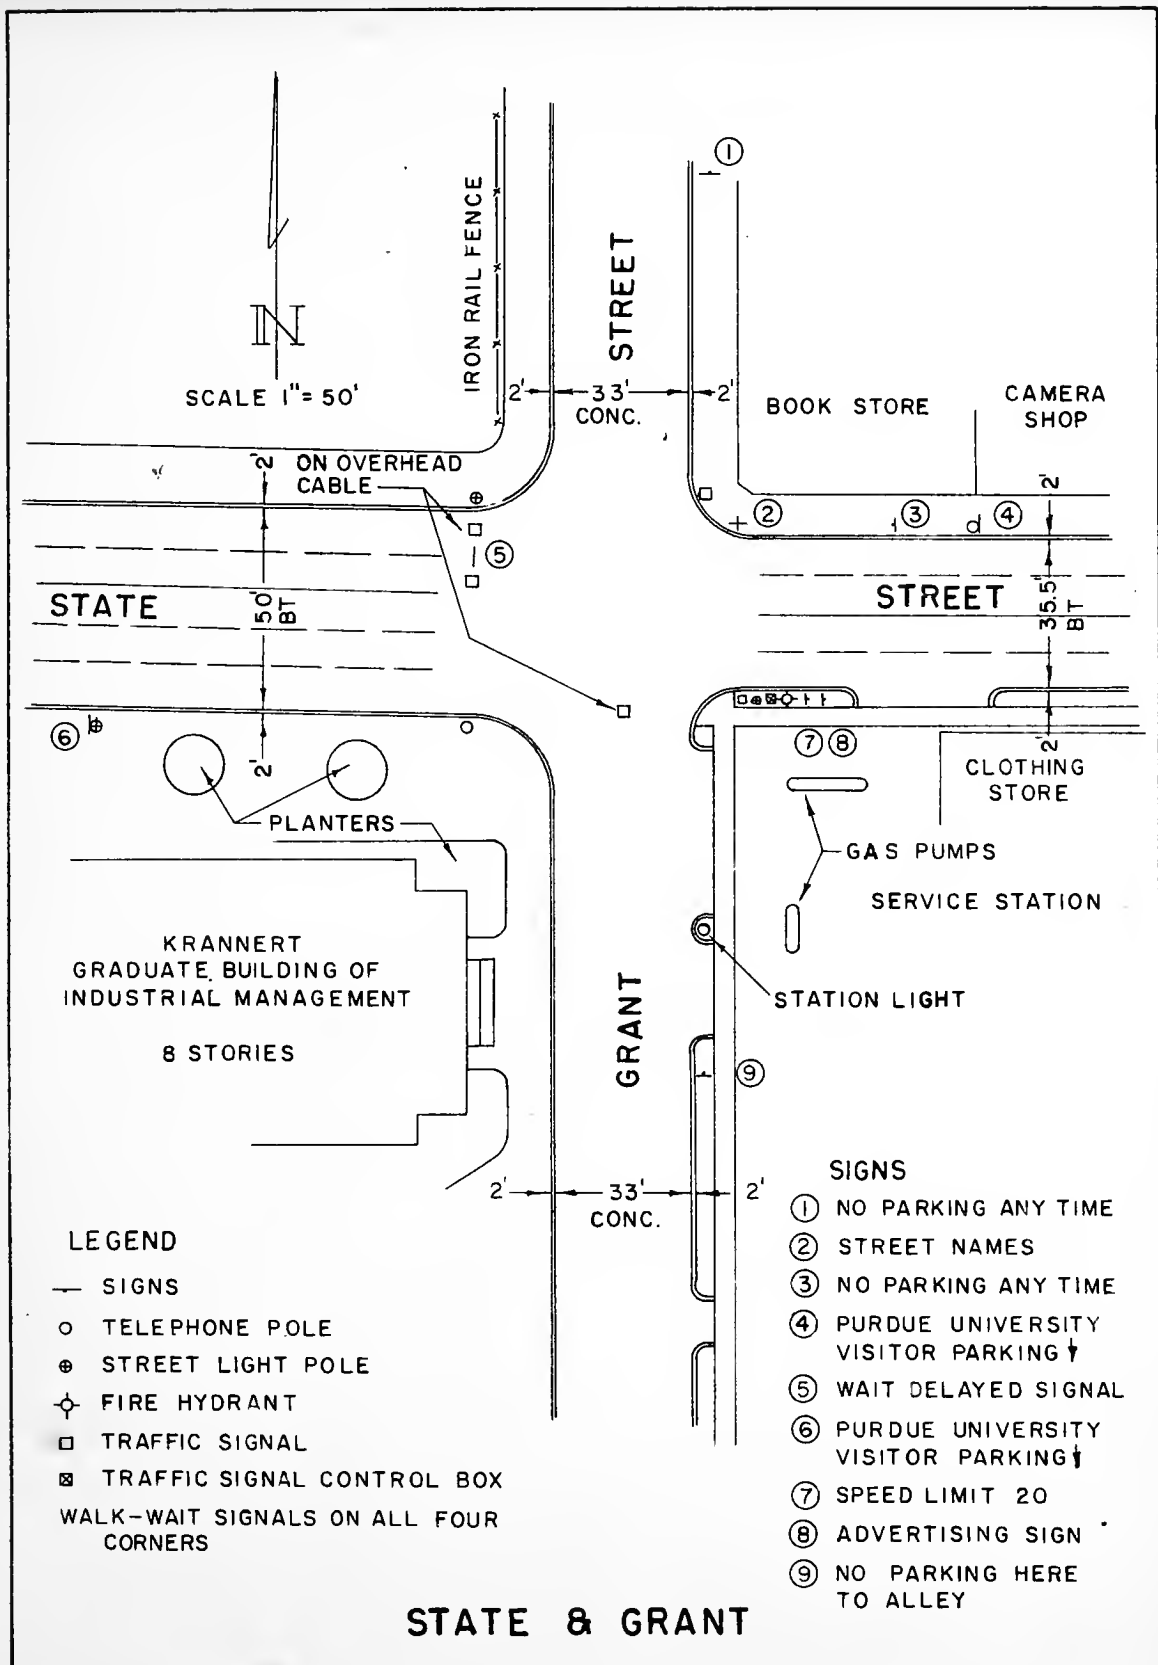 N
SCALE 1" = 50'
IRON RAIL FENCE
STREET
①
2' 33' 2'
CONC.
BOOK STORE
CAMERA
SHOP
2'
ON OVERHEAD
CABLE
②
③
④
2'
⑤
STATE
50'
BT
STREET
35.5'
BT
⑥
2'
PLANTERS
⑦ ⑧
2'
CLOTHING
STORE
GAS PUMPS
SERVICE STATION
KRANNERT
GRADUATE BUILDING OF
INDUSTRIAL MANAGEMENT
8 STORIES
STATION LIGHT
GRANT
⑨
2' 33' 2'
CONC.
LEGEND
SIGNS
TELEPHONE POLE
STREET LIGHT POLE
FIRE HYDRANT
TRAFFIC SIGNAL
TRAFFIC SIGNAL CONTROL BOX
WALK-WAIT SIGNALS ON ALL FOUR
CORNERS
SIGNS
① NO PARKING ANY TIME
② STREET NAMES
③ NO PARKING ANY TIME
④ PURDUE UNIVERSITY
VISITOR PARKING
⑤ WAIT DELAYED SIGNAL
⑥ PURDUE UNIVERSITY
VISITOR PARKING
⑦ SPEED LIMIT 20
⑧ ADVERTISING SIGN
⑨ NO PARKING HERE
TO ALLEY
STATE & GRANT